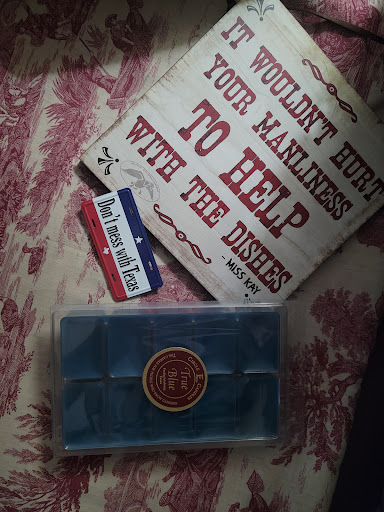 IT WOULDN'T HURT
YOUR MANLINESS
TO HELP
WITH THE DISHES
- MISS KAY
Don't mess with Texas
True
Blue